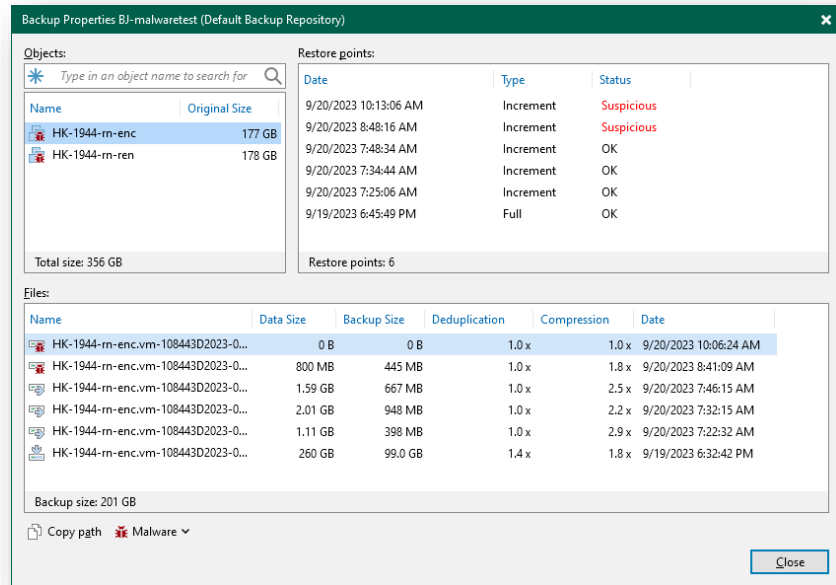 Backup Properties BJ-malwaretest (Default Backup Repository)
Objects:
Type in an object name to search for
Name Original Size
HK-1944-rn-enc 177 GB
HK-1944-rn-ren 178 GB
Total size: 356 GB
Restore points:
Date Type Status
9/20/2023 10:13:06 AM Increment Suspicious
9/20/2023 8:48:16 AM Increment Suspicious
9/20/2023 7:48:34 AM Increment OK
9/20/2023 7:34:44 AM Increment OK
9/20/2023 7:25:06 AM Increment OK
9/19/2023 6:45:49 PM Full OK
Restore points: 6
Files:
Name Data Size Backup Size Deduplication Compression Date
HK-1944-rn-enc.vm-108443D2023-0... 0 B 0 B 1.0 x 1.0 x 9/20/2023 10:06:24 AM
HK-1944-rn-enc.vm-108443D2023-0... 800 MB 445 MB 1.0 x 1.8 x 9/20/2023 8:41:09 AM
HK-1944-rn-enc.vm-108443D2023-0... 1.59 GB 667 MB 1.0 x 2.5 x 9/20/2023 7:46:15 AM
HK-1944-rn-enc.vm-108443D2023-0... 2.01 GB 948 MB 1.0 x 2.2 x 9/20/2023 7:32:15 AM
HK-1944-rn-enc.vm-108443D2023-0... 1.11 GB 398 MB 1.0 x 2.9 x 9/20/2023 7:22:32 AM
HK-1944-rn-enc.vm-108443D2023-0... 260 GB 99.0 GB 1.4 x 1.8 x 9/19/2023 6:32:42 PM
Backup size: 201 GB
Copy path Malware
Close